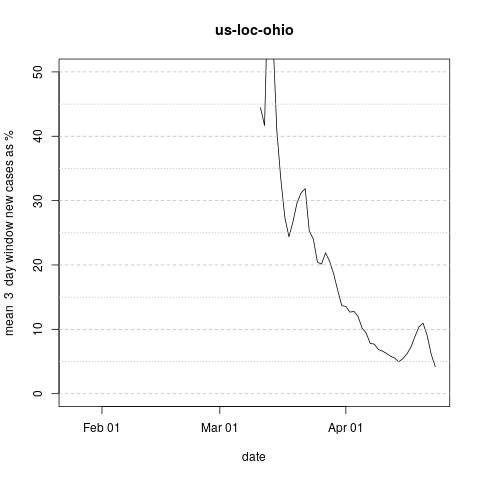 us-loc-ohio
mean 3 day window new cases as %
50
40
30
20
10
0
Feb 01
Mar 01
Apr 01
date